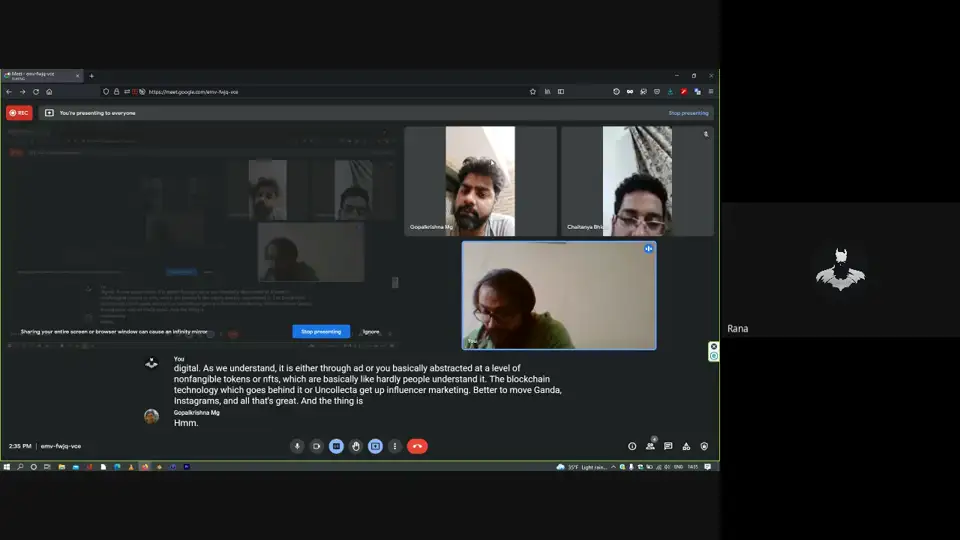 Meet - emv-fwjq-vce
https://meet.google.com/emv-fwjq-vce
REC
You're presenting to everyone
Stop presenting
Gopalkrishna Mg
Sharing your entire screen or browser window can cause an infinity mirror
Stop presenting
Ignore
You
You
digital. As we understand, it is either through ad or you basically abstracted at a level of
nonfangible tokens or nfts, which are basically like hardly people understand it. The blockchain
technology which goes behind it or Uncollecta get up influencer marketing. Better to move Ganda,
Instagrams, and all that's great. And the thing is
Gopalkrishna Mg
Hmm.
2:35 PM | emv-fwjq-vce
Light rain...
ENG
Rana